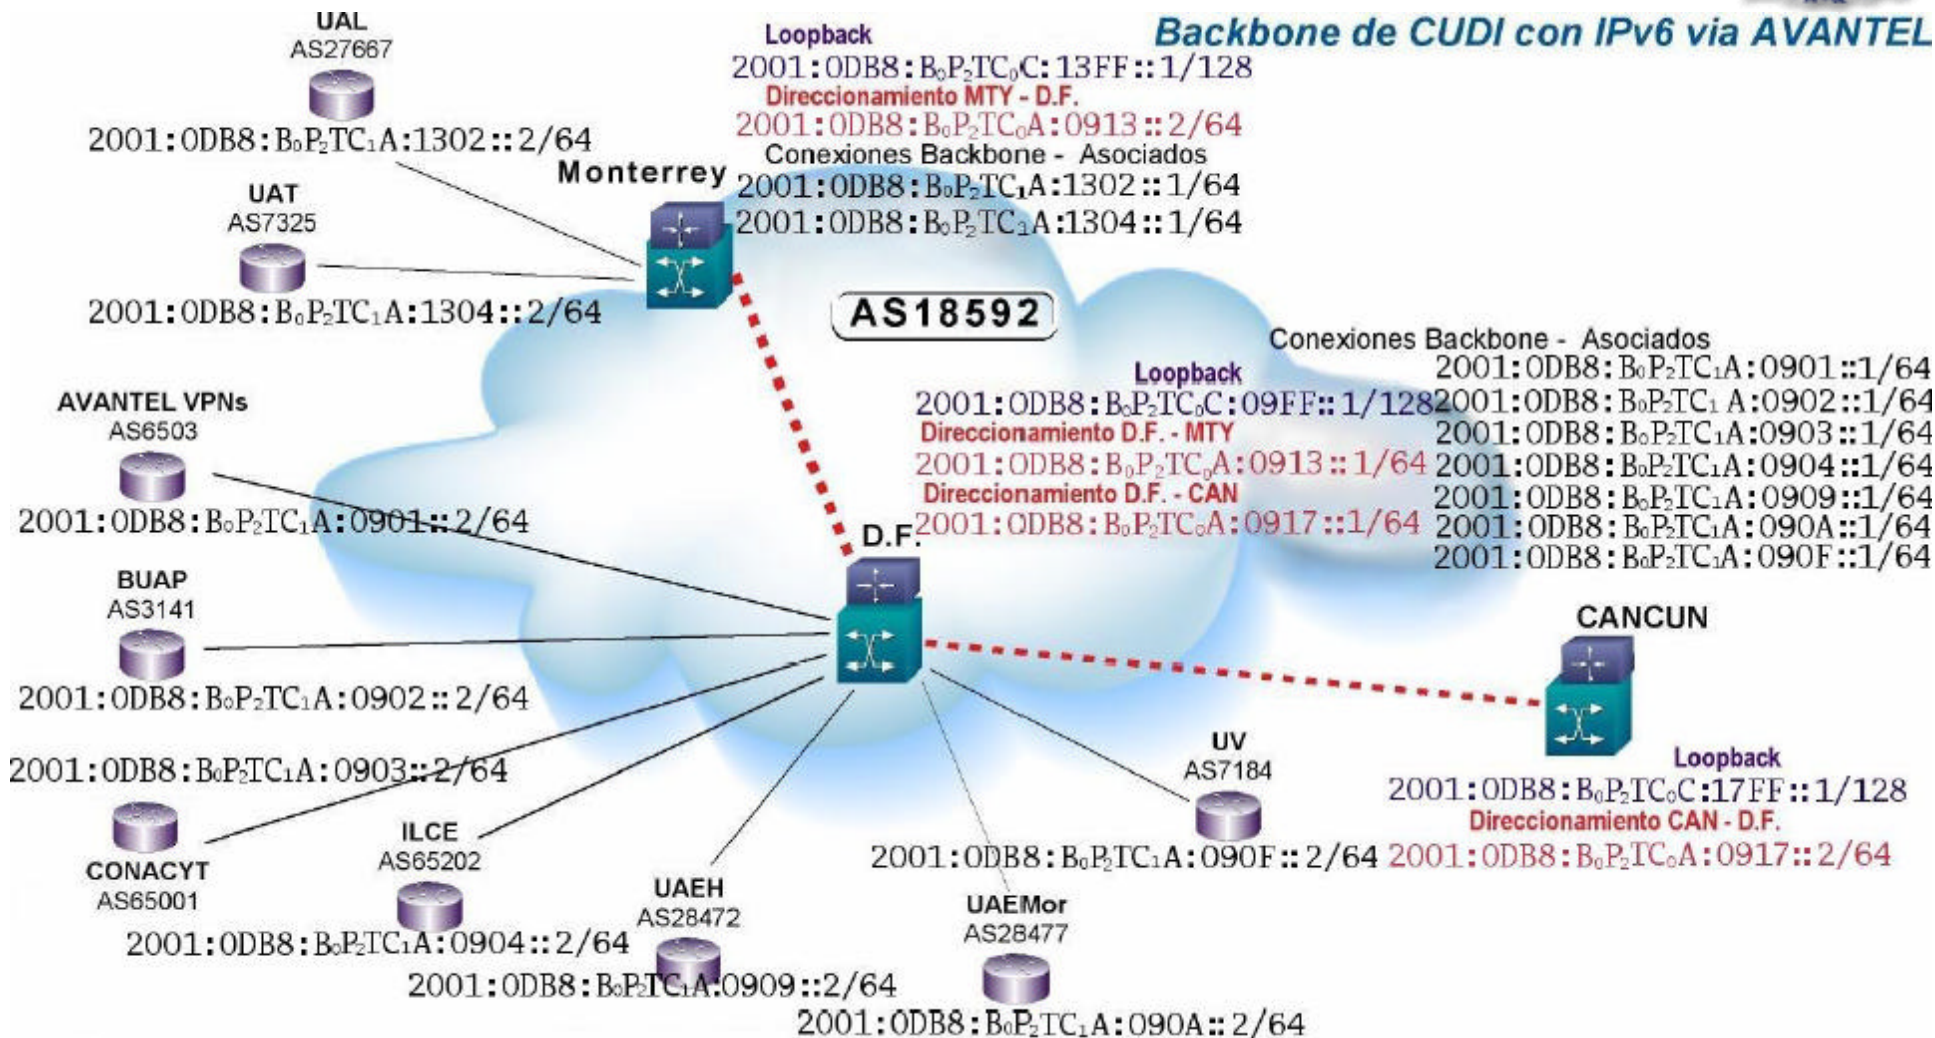 Backbone de CUDI con IPv6 via AVANTEL
UAL
AS27667
2001:0DB8:B₀P₂TC₁A:1302::2/64
UAT
AS7325
2001:0DB8:B₀P₂TC₁A:1304::2/64
Monterrey
Loopback
2001:0DB8:B₀P₂TC₀C:13FF::1/128
Direccionamiento MTY - D.F.
2001:0DB8:B₀P₂TC₀A:0913::2/64
Conexiones Backbone - Asociados
2001:0DB8:B₀P₂TC₁A:1302::1/64
2001:0DB8:B₀P₂TC₁A:1304::1/64
AS18592
AVANTEL VPNs
AS6503
2001:0DB8:B₀P₂TC₁A:0901::2/64
BUAP
AS3141
2001:0DB8:B₀P₂TC₁A:0902::2/64
2001:0DB8:B₀P₂TC₁A:0903::2/64
CONACYT
AS65001
ILCE
AS65202
2001:0DB8:B₀P₂TC₁A:0904::2/64
UAEH
AS28472
2001:0DB8:B₀P₂TC₁A:0909::2/64
UAEMor
AS28477
2001:0DB8:B₀P₂TC₁A:090A::2/64
UV
AS7184
2001:0DB8:B₀P₂TC₁A:090F::2/64
D.F.
Loopback
2001:0DB8:B₀P₂TC₀C:09FF::1/128
Direccionamiento D.F. - MTY
2001:0DB8:B₀P₂TC₀A:0913::1/64
Direccionamiento D.F. - CAN
2001:0DB8:B₀P₂TC₀A:0917::1/64
Conexiones Backbone - Asociados
2001:0DB8:B₀P₂TC₁A:0901::1/64
2001:0DB8:B₀P₂TC₁A:0902::1/64
2001:0DB8:B₀P₂TC₁A:0903::1/64
2001:0DB8:B₀P₂TC₁A:0904::1/64
2001:0DB8:B₀P₂TC₁A:0909::1/64
2001:0DB8:B₀P₂TC₁A:090A::1/64
2001:0DB8:B₀P₂TC₁A:090F::1/64
CANCUN
Loopback
2001:0DB8:B₀P₂TC₀C:17FF::1/128
Direccionamiento CAN - D.F.
2001:0DB8:B₀P₂TC₀A:0917::2/64